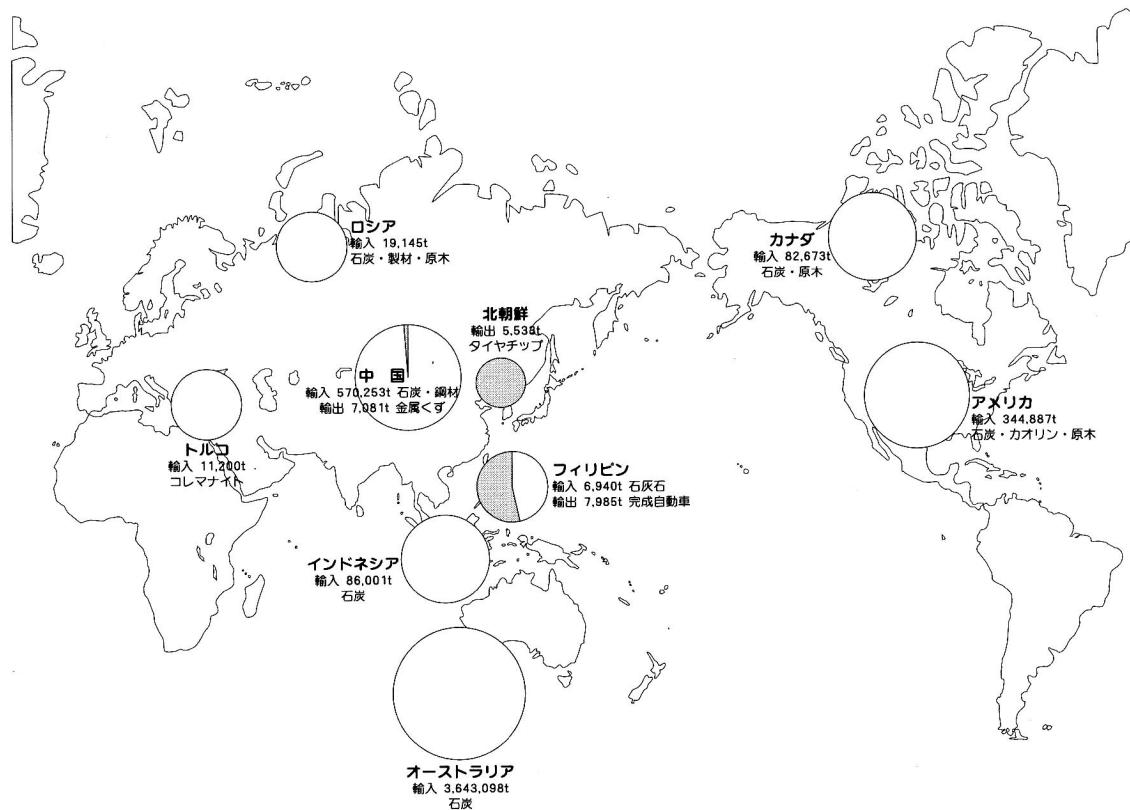 ロシア
輸入 19,145t
石炭・製材・原木
カナダ
輸入 82,673t
石炭・原木
北朝鮮
輸出 5,538t
タイヤチップ
中 国
輸入 570,253t 石炭・鋼材
輸出 7,081t 金属くず
アメリカ
輸入 344,887t
石炭・カオリン・原木
トルコ
輸入 11,200t
コレマナイト
フィリピン
輸入 6,940t 石灰石
輸出 7,985t 完成自動車
インドネシア
輸入 86,001t
石炭
オーストラリア
輸入 3,643,098t
石炭